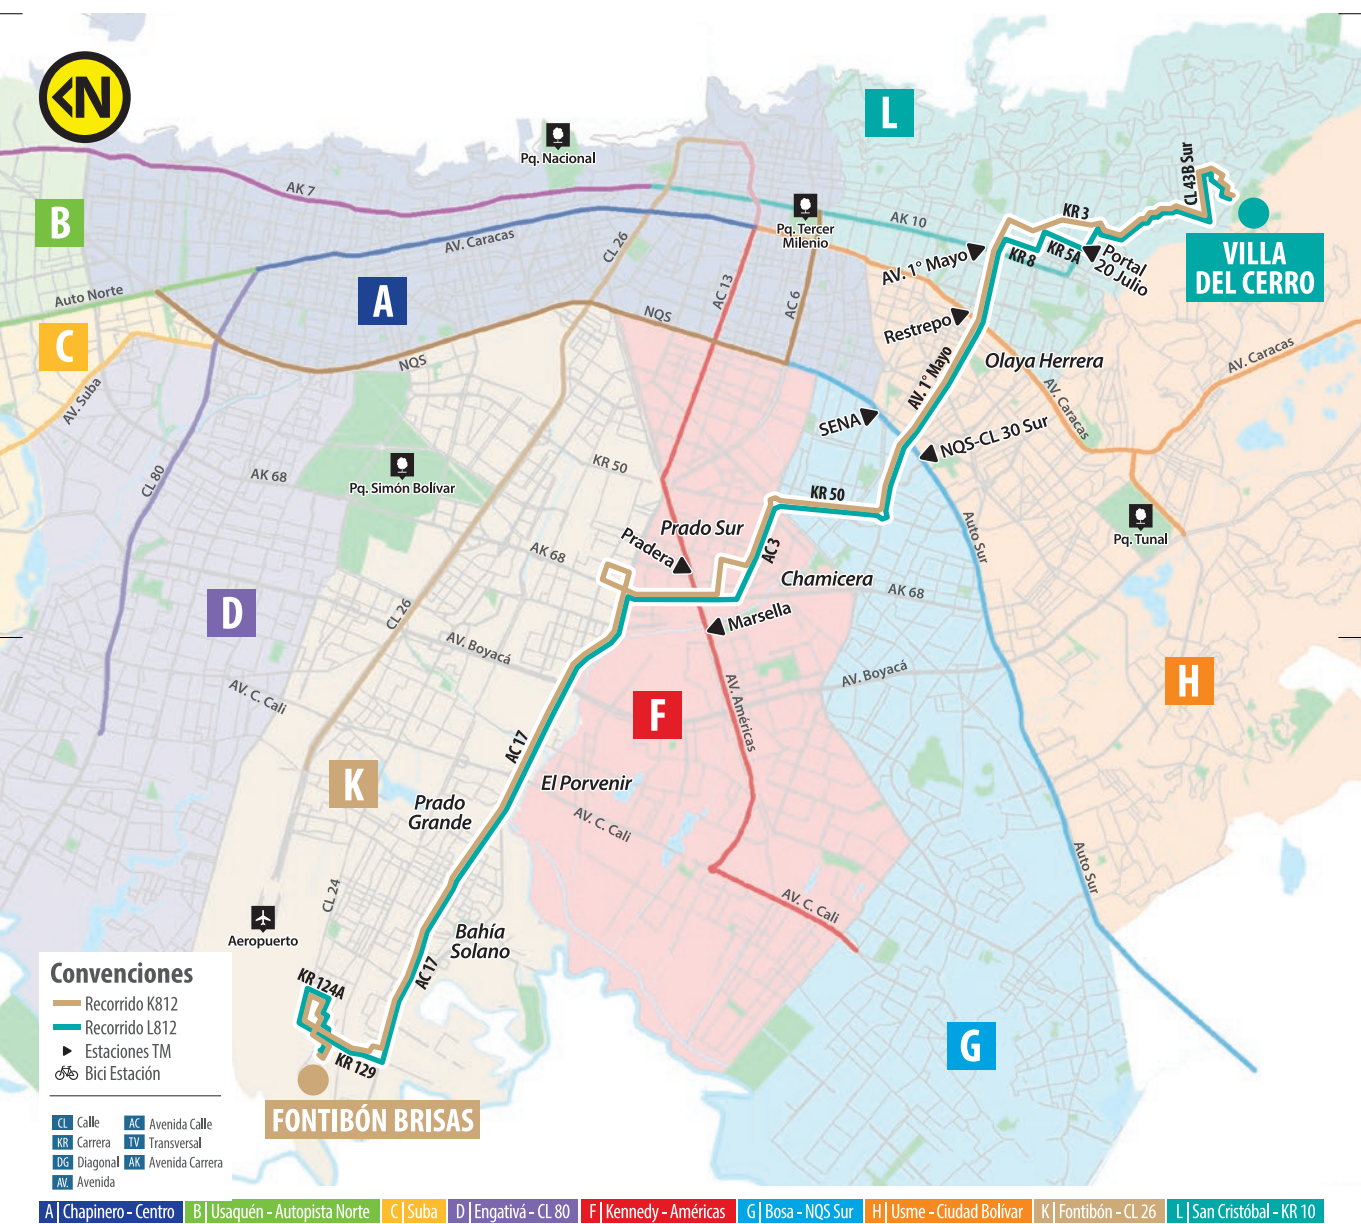 N
L
Pq. Nacional
CL 43B Sur
AK 7
B
KR 3
AK 10
Pq. Tercer
Milenio
CL 26
AV. Caracas
VILLA
DEL CERRO
AV. 1° Mayo
KR 8
KR 5A
Portal
20 Julio
Auto Norte
A
AC 13
AC 6
NQS
Restrepo
C
NQS
Olaya Herrera
AV. Caracas
AV. 1° Mayo
AV. Suba
AV. Caracas
SENA
NQS-CL 30 Sur
CL 80
AK 68
KR 50
Pq. Simón Bolívar
KR 50
Prado Sur
Pradera
AC 3
Auto Sur
Pq. Tunal
AK 68
Chamicera
AK 68
D
CL 26
Marsella
AV. Boyacá
AV. Boyacá
H
AV. C. Cali
F
AV. Américas
AC 17
K
El Porvenir
Prado
Grande
AV. C. Cali
Auto Sur
CL 24
AV. C. Cali
Aeropuerto
Bahía
Solano
AC 17
KR 124A
Convenciones
Recorrido K812
Recorrido L812
Estaciones TM
Bici Estación
G
KR 129
FONTIBÓN BRISAS
CL Calle
AC Avenida Calle
KR Carrera
TV Transversal
DG Diagonal
AK Avenida Carrera
AV. Avenida
A | Chapinero - Centro
B | Usaquén - Autopista Norte
C | Suba
D | Engativá - CL 80
F | Kennedy - Américas
G | Bosa - NQS Sur
H | Usme - Ciudad Bolívar
K | Fontibón - CL 26
L | San Cristóbal - KR 10